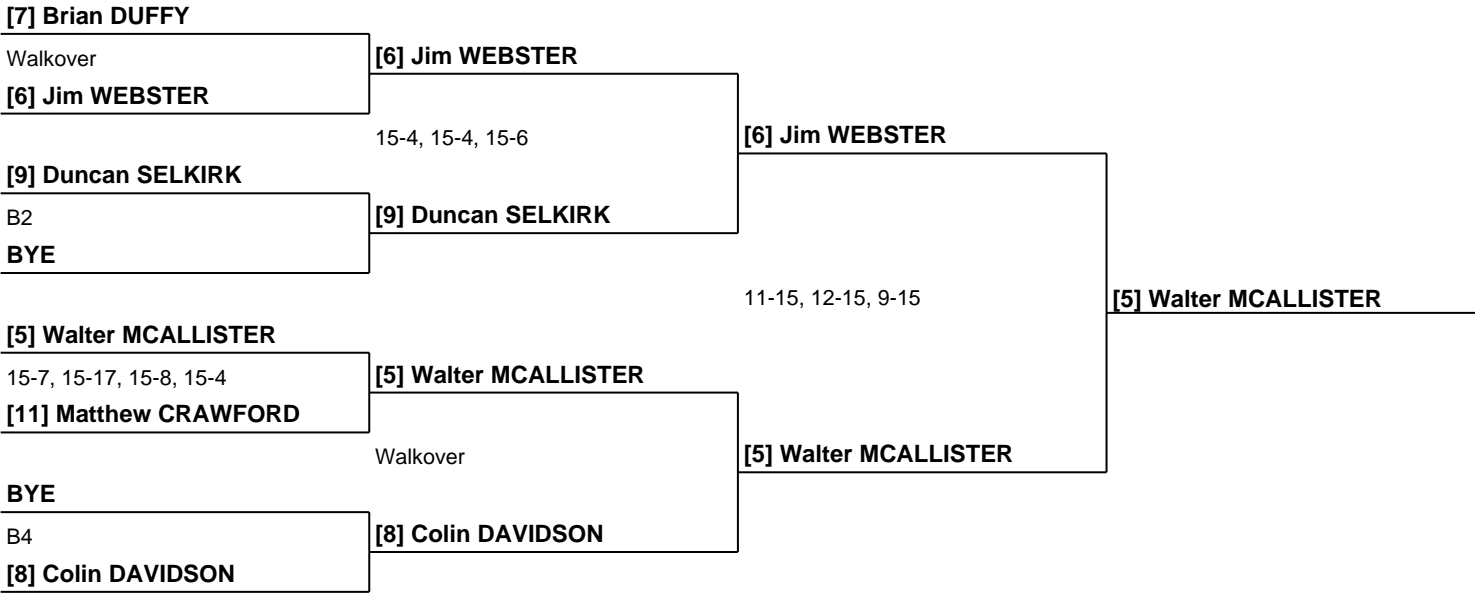 [7] Brian DUFFY
Walkover
[6] Jim WEBSTER
[9] Duncan SELKIRK
B2
BYE
[5] Walter MCALLISTER
15-7, 15-17, 15-8, 15-4
[11] Matthew CRAWFORD
BYE
B4
[8] Colin DAVIDSON
[6] Jim WEBSTER
15-4, 15-4, 15-6
[9] Duncan SELKIRK
[5] Walter MCALLISTER
Walkover
[8] Colin DAVIDSON
[6] Jim WEBSTER
11-15, 12-15, 9-15
[5] Walter MCALLISTER
[5] Walter MCALLISTER